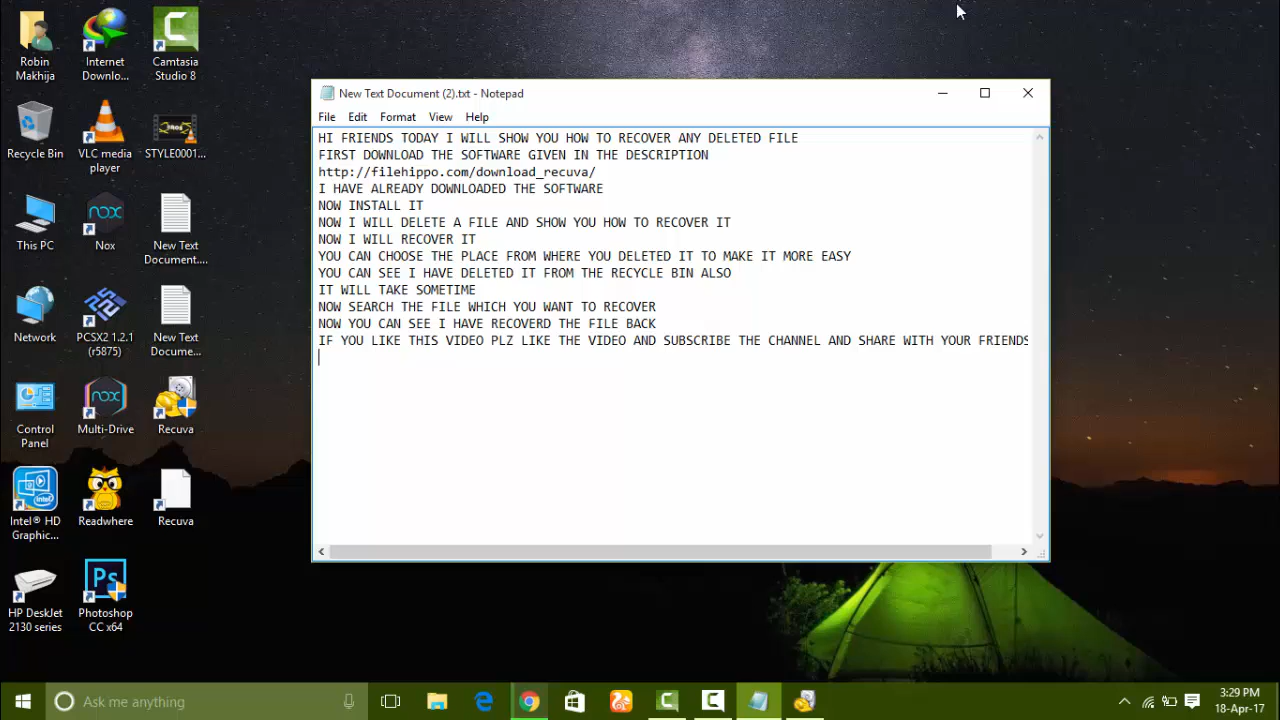 Robin
Makhija
Internet
Downlo...
Camtasia
Studio 8
Recycle Bin
VLC media
player
STYLE0001...
This PC
Nox
New Text
Document....
Network
PCSX2 1.2.1
(r5875)
New Text
Docume...
Control
Panel
Multi-Drive
Recuva
Intel® HD
Graphic...
Readwhere
Recuva
HP DeskJet
2130 series
Photoshop
CC x64
New Text Document (2).txt - Notepad
File Edit Format View Help
HI FRIENDS TODAY I WILL SHOW YOU HOW TO RECOVER ANY DELETED FILE
FIRST DOWNLOAD THE SOFTWARE GIVEN IN THE DESCRIPTION
http://filehippo.com/download_recuva/
I HAVE ALREADY DOWNLOADED THE SOFTWARE
NOW INSTALL IT
NOW I WILL DELETE A FILE AND SHOW YOU HOW TO RECOVER IT
NOW I WILL RECOVER IT
YOU CAN CHOOSE THE PLACE FROM WHERE YOU DELETED IT TO MAKE IT MORE EASY
YOU CAN SEE I HAVE DELETED IT FROM THE RECYCLE BIN ALSO
IT WILL TAKE SOMETIME
NOW SEARCH THE FILE WHICH YOU WANT TO RECOVER
NOW YOU CAN SEE I HAVE RECOVERD THE FILE BACK
IF YOU LIKE THIS VIDEO PLZ LIKE THE VIDEO AND SUBSCRIBE THE CHANNEL AND SHARE WITH YOUR FRIENDS
Ask me anything
3:29 PM
18-Apr-17